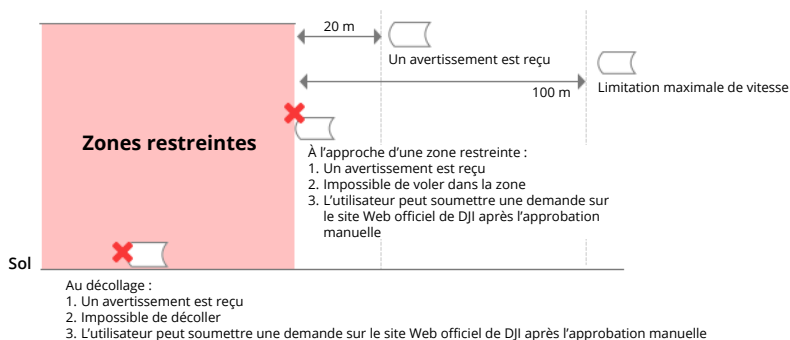 20 m
Un avertissement est reçu
100 m
Limitation maximale de vitesse
Zones restreintes
À l’approche d’une zone restreinte :
1. Un avertissement est reçu
2. Impossible de voler dans la zone
3. L’utilisateur peut soumettre une demande sur
le site Web officiel de DJI après l’approbation
manuelle
Sol
Au décollage :
1. Un avertissement est reçu
2. Impossible de décoller
3. L’utilisateur peut soumettre une demande sur le site Web officiel de DJI après l’approbation manuelle